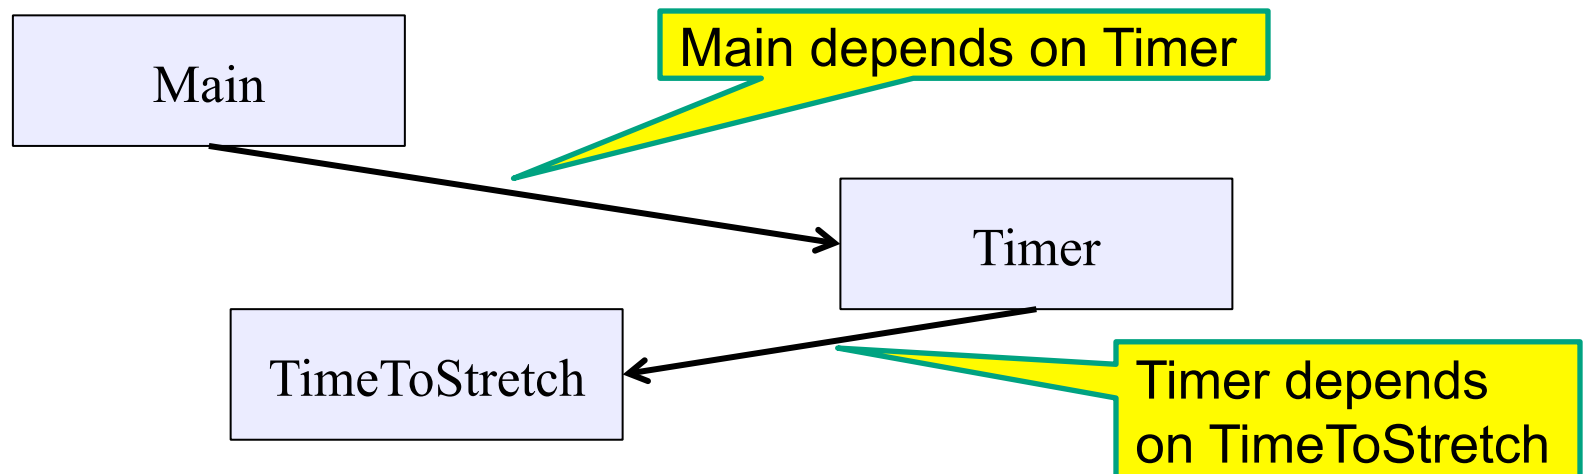 Main depends on Timer
Main
Timer
TimeToStretch
Timer depends
on TimeToStretch